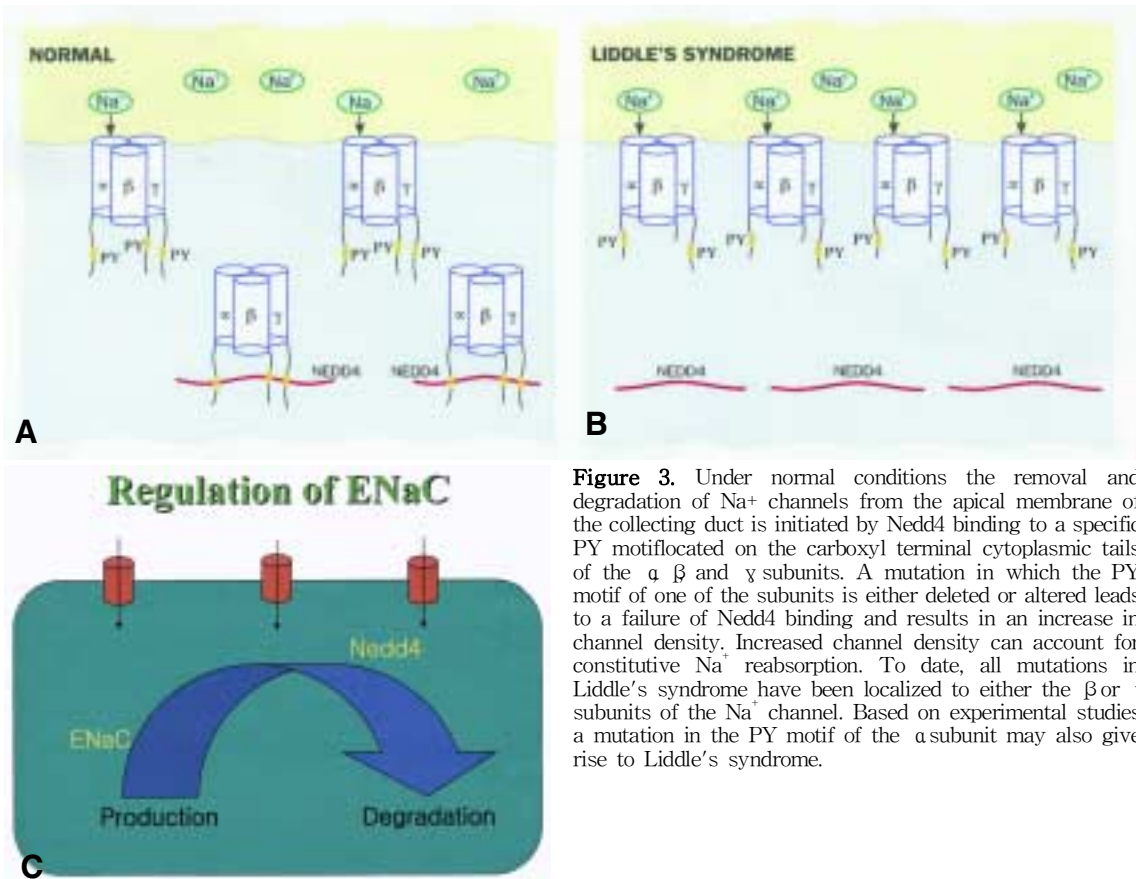 NORMAL
Na⁺ Na⁺ Na⁺
Na Na
α β γ α β γ
PY PY PY PY PY PY
α β γ α β γ
NEDD4 NEDD4
A
LIDDLE'S SYNDROME
Na⁺ Na⁺
Na⁺ Na⁺ Na⁺ Na⁺
α β γ α β γ α β γ α β γ
PY PY PY PY PY PY PY PY
NEDD4 NEDD4 NEDD4
B
Regulation of ENaC
Nedd4
ENaC
Production Degradation
C
Figure 3. Under normal conditions the removal and
degradation of Na+ channels from the apical membrane of
the collecting duct is initiated by Nedd4 binding to a specific
PY motiflocated on the carboxyl terminal cytoplasmic tails
of the α, β, and γ subunits. A mutation in which the PY
motif of one of the subunits is either deleted or altered leads
to a failure of Nedd4 binding and results in an increase in
channel density. Increased channel density can account for
constitutive Na⁺ reabsorption. To date, all mutations in
Liddle's syndrome have been localized to either the β or
subunits of the Na⁺ channel. Based on experimental studies
a mutation in the PY motif of the α subunit may also give
rise to Liddle's syndrome.